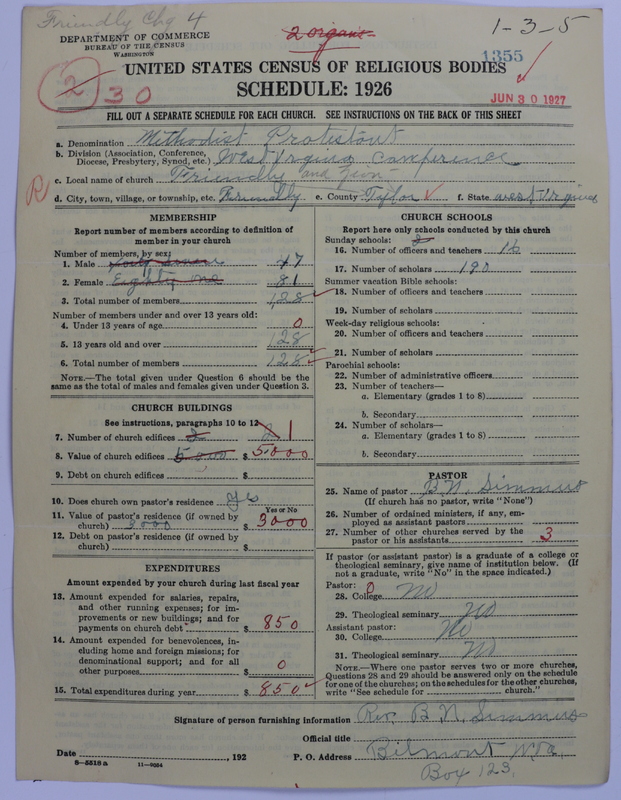 Friendly Chg 4
DEPARTMENT OF COMMERCE
BUREAU OF THE CENSUS
WASHINGTON
2 organs
1-3-5
1355
2
30
UNITED STATES CENSUS OF RELIGIOUS BODIES
SCHEDULE: 1926
JUN 30 1927
FILL OUT A SEPARATE SCHEDULE FOR EACH CHURCH. SEE INSTRUCTIONS ON THE BACK OF THIS SHEET
a. Denomination Methodist Protestant
b. Division (Association, Conference, Diocese, Presbytery, Synod, etc.) West Virginia Conference
c. Local name of church Friendly and Zion
R
d. City, town, village, or township, etc. Friendly e. County Tyler f. State West Virginia
MEMBERSHIP
Report number of members according to definition of
member in your church
Number of members, by sex:
1. Male 47
2. Female Eighty one 81
3. Total number of members 128
Number of members under and over 13 years old:
4. Under 13 years of age 0
5. 13 years old and over 128
6. Total number of members 128
NOTE.—The total given under Question 6 should be the
same as the total of males and females given under Question 3.
CHURCH BUILDINGS
See instructions, paragraphs 10 to 12
7. Number of church edifices 2 2 1
8. Value of church edifices 5000 $ 5000
9. Debt on church edifices $
10. Does church own pastor's residence yes
Yes or No
11. Value of pastor's residence (if owned by
church) 3000 $ 3000
12. Debt on pastor's residence (if owned by
church) $
EXPENDITURES
Amount expended by your church during last fiscal year
13. Amount expended for salaries, repairs,
and other running expenses; for im-
provements or new buildings; and for
payments on church debt $ 850
14. Amount expended for benevolences, in-
cluding home and foreign missions; for
denominational support; and for all
other purposes $ 0
15. Total expenditures during year $ 850
CHURCH SCHOOLS
Report here only schools conducted by this church
Sunday schools: 2
16. Number of officers and teachers 16
17. Number of scholars 190
Summer vacation Bible schools:
18. Number of officers and teachers
19. Number of scholars
Week-day religious schools:
20. Number of officers and teachers
21. Number of scholars
Parochial schools—
22. Number of administrative officers
23. Number of teachers—
a. Elementary (grades 1 to 8)
b. Secondary
24. Number of scholars—
a. Elementary (grades 1 to 8)
b. Secondary
PASTOR
25. Name of pastor B. N. Simmers
(If church has no pastor, write "None")
26. Number of ordained ministers, if any, em-
ployed as assistant pastors
27. Number of other churches served by the
pastor or his assistants 3
If pastor (or assistant pastor) is a graduate of a college or
theological seminary, give name of institution below. (If
not a graduate, write "No" in the space indicated.)
Pastor: 0
28. College No
29. Theological seminary No
Assistant pastor:
30. College No
31. Theological seminary No
NOTE.—Where one pastor serves two or more churches,
Questions 28 and 29 should be answered only on the schedule
for one of the churches; on the schedules for the other churches,
write "See schedule for church."
Signature of person furnishing information Rev. B. N. Simmers
Official title
Date , 192 P. O. Address Bilmont W.Va.
8-5518a 11-9334
Box 123.